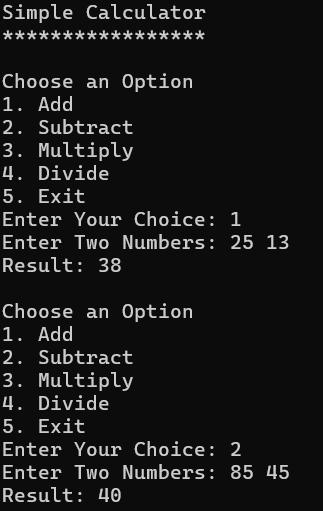 Simple Calculator
*****************
Choose an Option
1. Add
2. Subtract
3. Multiply
4. Divide
5. Exit
Enter Your Choice: 1
Enter Two Numbers: 25 13
Result: 38
Choose an Option
1. Add
2. Subtract
3. Multiply
4. Divide
5. Exit
Enter Your Choice: 2
Enter Two Numbers: 85 45
Result: 40